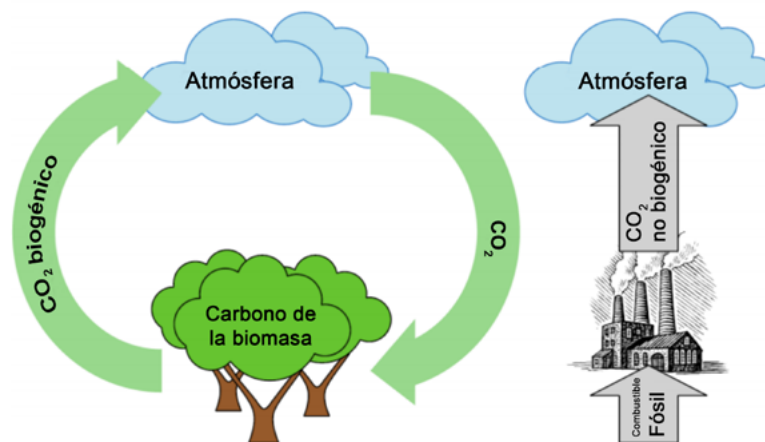 Atmósfera
CO₂ biogénico
CO₂
Carbono de
la biomasa
Atmósfera
CO₂
no biogénico
Combustible
Fósil